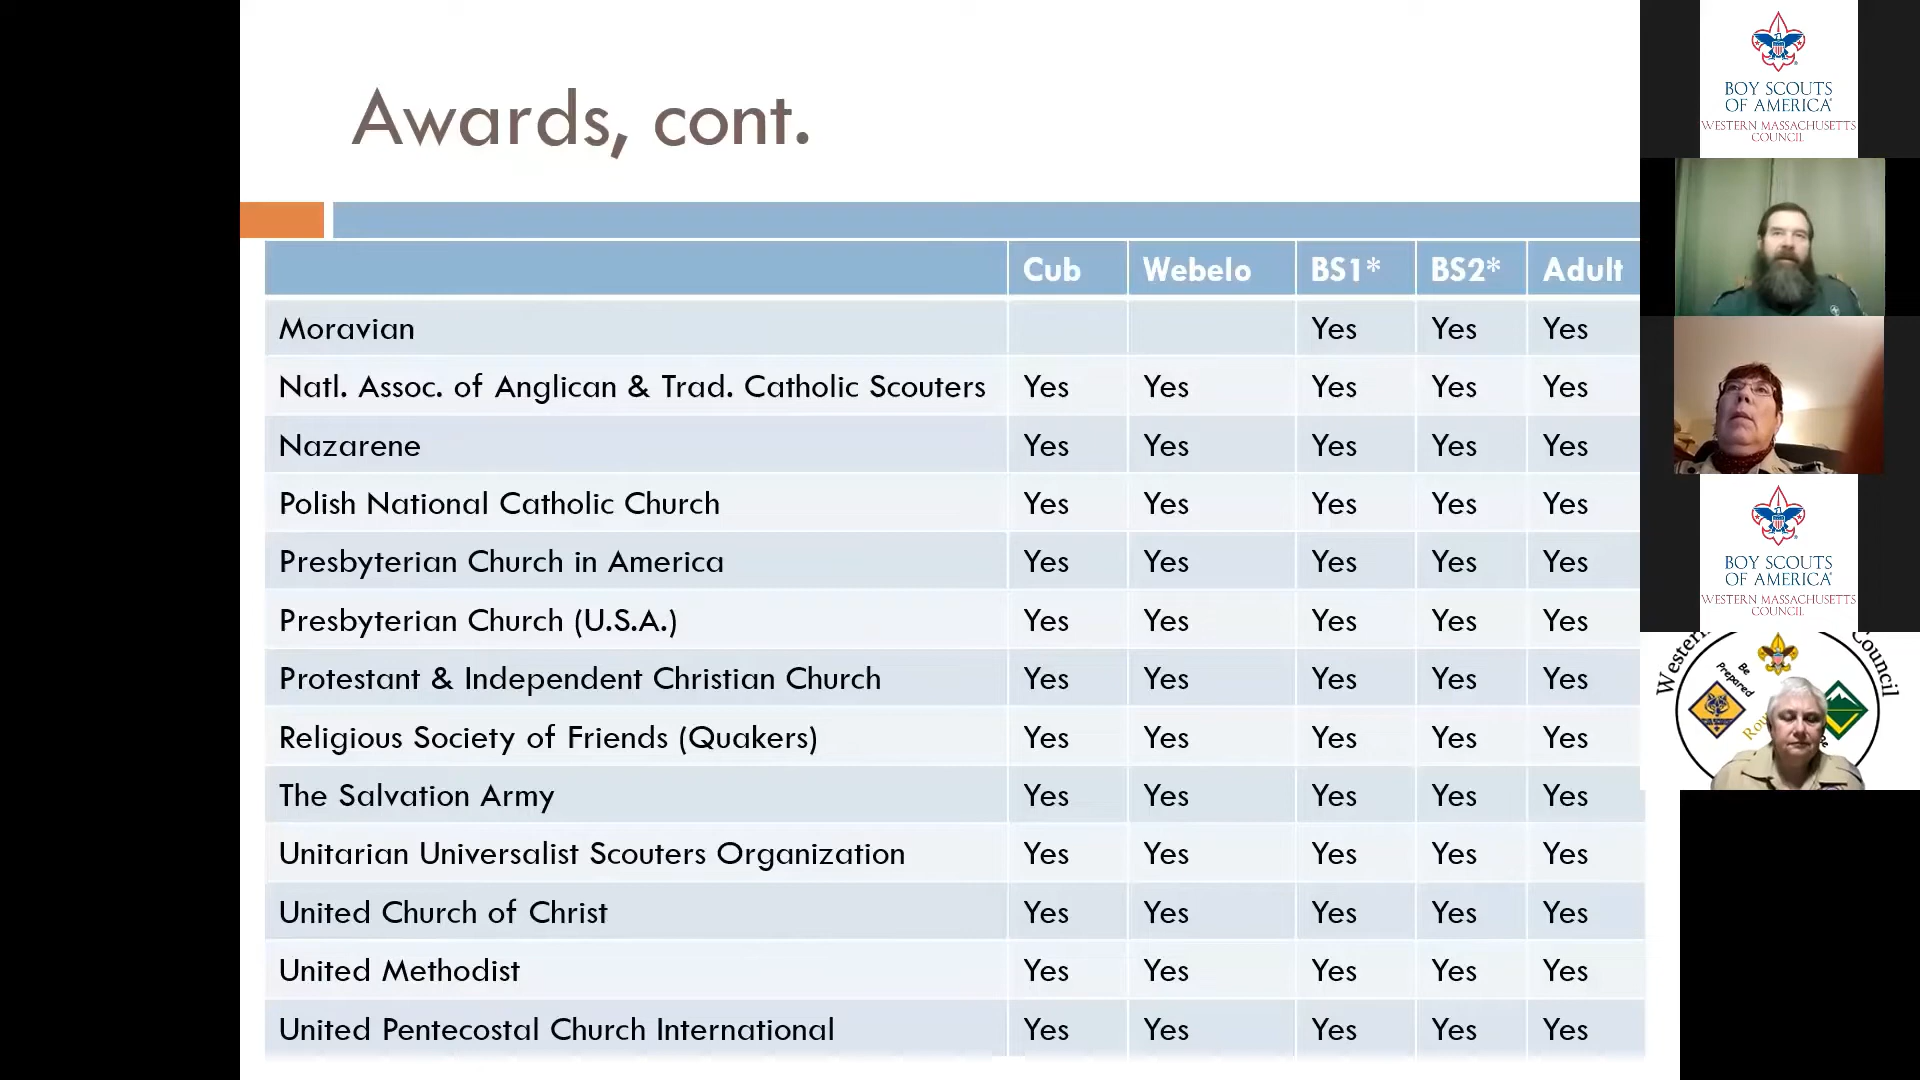 Awards, cont.
Cub Webelo BS1* BS2* Adult
Moravian Yes Yes Yes
Natl. Assoc. of Anglican & Trad. Catholic Scouters Yes Yes Yes Yes Yes
Nazarene Yes Yes Yes Yes Yes
Polish National Catholic Church Yes Yes Yes Yes Yes
Presbyterian Church in America Yes Yes Yes Yes Yes
Presbyterian Church (U.S.A.) Yes Yes Yes Yes Yes
Protestant & Independent Christian Church Yes Yes Yes Yes Yes
Religious Society of Friends (Quakers) Yes Yes Yes Yes Yes
The Salvation Army Yes Yes Yes Yes Yes
Unitarian Universalist Scouters Organization Yes Yes Yes Yes Yes
United Church of Christ Yes Yes Yes Yes Yes
United Methodist Yes Yes Yes Yes Yes
United Pentecostal Church International Yes Yes Yes Yes Yes
BOY SCOUTS
OF AMERICA
WESTERN MASSACHUSETTS
COUNCIL
BOY SCOUTS
OF AMERICA
WESTERN MASSACHUSETTS
COUNCIL
Western Council
Be
Prepared